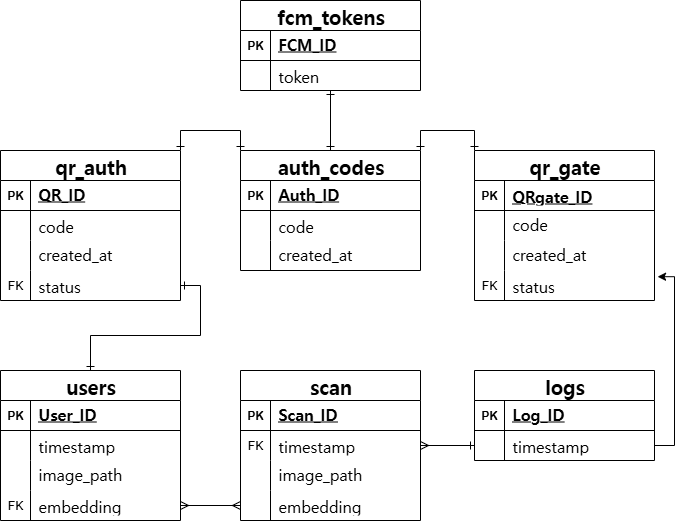 fcm_tokens
PK FCM_ID
token
qr_auth
PK QR_ID
code
created_at
FK status
auth_codes
PK Auth_ID
code
created_at
qr_gate
PK QRgate_ID
code
created_at
FK status
users
PK User_ID
timestamp
image_path
FK embedding
scan
PK Scan_ID
FK timestamp
image_path
embedding
logs
PK Log_ID
timestamp